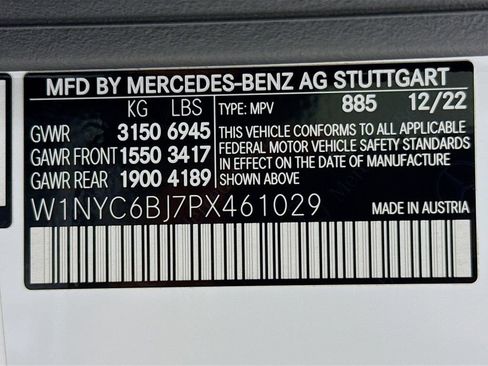 MFD BY MERCEDES-BENZ AG STUTTGART
KG LBS TYPE: MPV 885 12/22
GVWR 3150 6945 THIS VEHICLE CONFORMS TO ALL APPLICABLE
GAWR FRONT 1550 3417 FEDERAL MOTOR VEHICLE SAFETY STANDARDS
GAWR REAR 1900 4189 IN EFFECT ON THE DATE OF MANUFACTURE
SHOWN ABOVE.
W1NYC6BJ7PX461029 MADE IN AUSTRIA